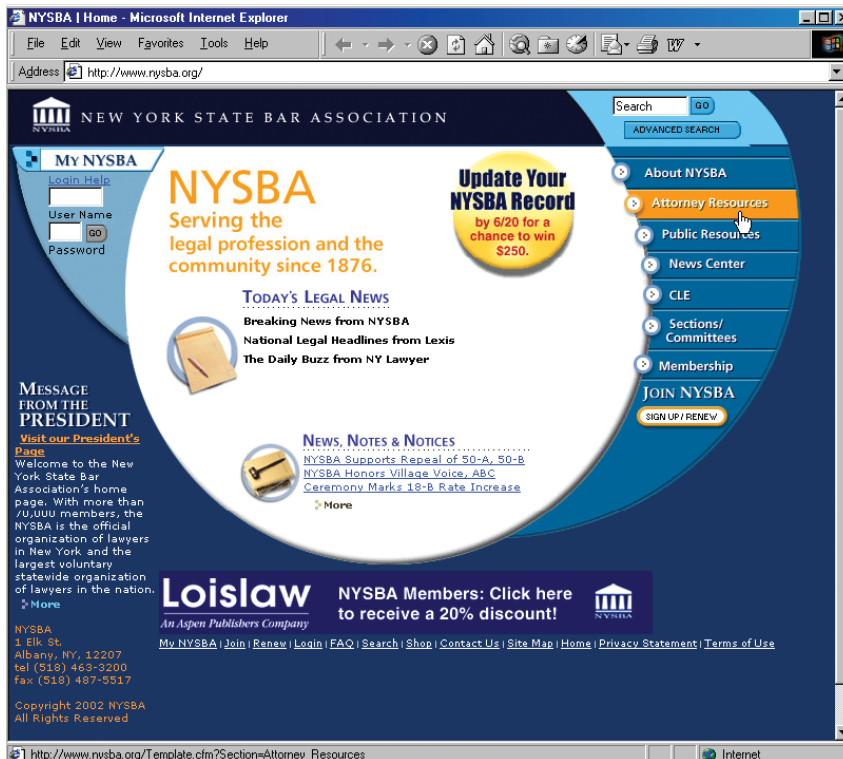 NYSBA | Home - Microsoft Internet Explorer
File Edit View Favorites Tools Help
Address http://www.nysba.org/
NYSBA
NEW YORK STATE BAR ASSOCIATION
Search GO
ADVANCED SEARCH
MY NYSBA
Login Help
User Name
GO
Password
NYSBA
Serving the
legal profession and the
community since 1876.
Update Your
NYSBA Record
by 6/20 for a
chance to win
$250.
About NYSBA
Attorney Resources
Public Resources
News Center
CLE
Sections/
Committees
Membership
JOIN NYSBA
SIGN UP / RENEW
TODAY'S LEGAL NEWS
Breaking News from NYSBA
National Legal Headlines from Lexis
The Daily Buzz from NY Lawyer
NEWS, NOTES & NOTICES
NYSBA Supports Repeal of 50-A, 50-B
NYSBA Honors Village Voice, ABC
Ceremony Marks 18-B Rate Increase
More
MESSAGE
FROM THE
PRESIDENT
Visit our President's
Page
Welcome to the New
York State Bar
Association's home
page. With more than
70,000 members, the
NYSBA is the official
organization of lawyers
in New York and the
largest voluntary
statewide organization
of lawyers in the nation.
More
NYSBA
1 Elk St.
Albany, NY, 12207
tel (518) 463-3200
fax (518) 487-5517
Copyright 2002 NYSBA
All Rights Reserved
Loislaw
An Aspen Publishers Company
NYSBA Members: Click here
to receive a 20% discount!
NYSBA
My NYSBA | Join | Renew | Login | FAQ | Search | Shop | Contact Us | Site Map | Home | Privacy Statement | Terms of Use
http://www.nysba.org/Template.cfm?Section=Attorney_Resources
Internet